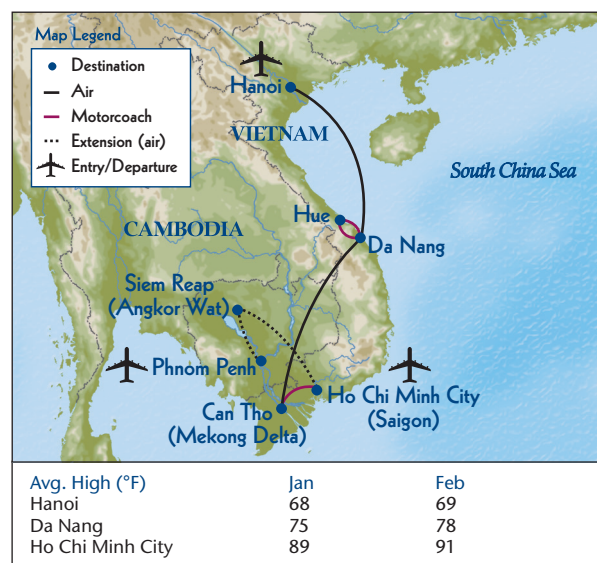 Map Legend
Destination
Air
Motorcoach
Extension (air)
Entry/Departure
Hanoi
VIETNAM
South China Sea
Hue
CAMBODIA
Da Nang
Siem Reap
(Angkor Wat)
Phnom Penh
Ho Chi Minh City
(Saigon)
Can Tho
(Mekong Delta)
Avg. High (°F) Jan Feb
Hanoi 68 69
Da Nang 75 78
Ho Chi Minh City 89 91